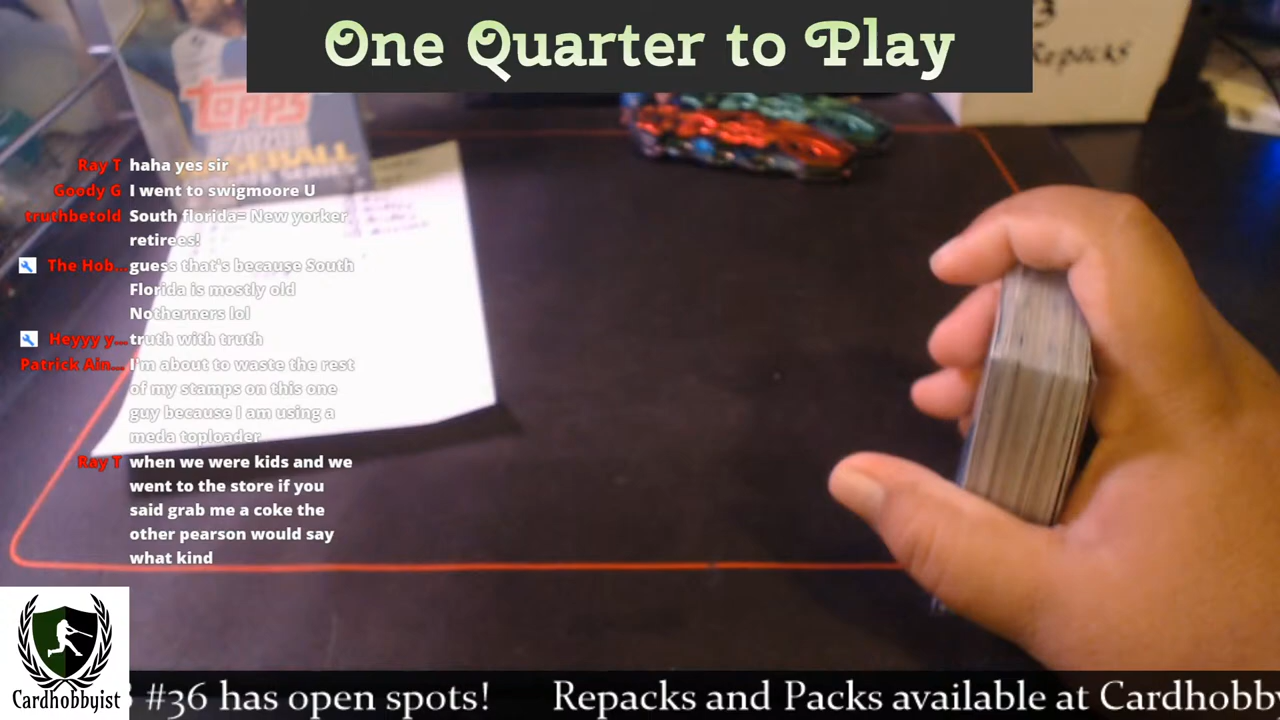 One Quarter to Play
3
Repacks
TOPPS
2020
Ray T haha yes sir
Goody G I went to swigmoore U
truthbetold South florida= New yorker
retirees!
The Hob... guess that's because South
Florida is mostly old
Notherners lol
Heyyy y... truth with truth
Patrick Ain... I'm about to waste the rest
of my stamps on this one
guy because I am using a
meda toploader
Ray T when we were kids and we
went to the store if you
said grab me a coke the
other pearson would say
what kind
Cardhobbyist
#36 has open spots! Repacks and Packs available at Cardhobby